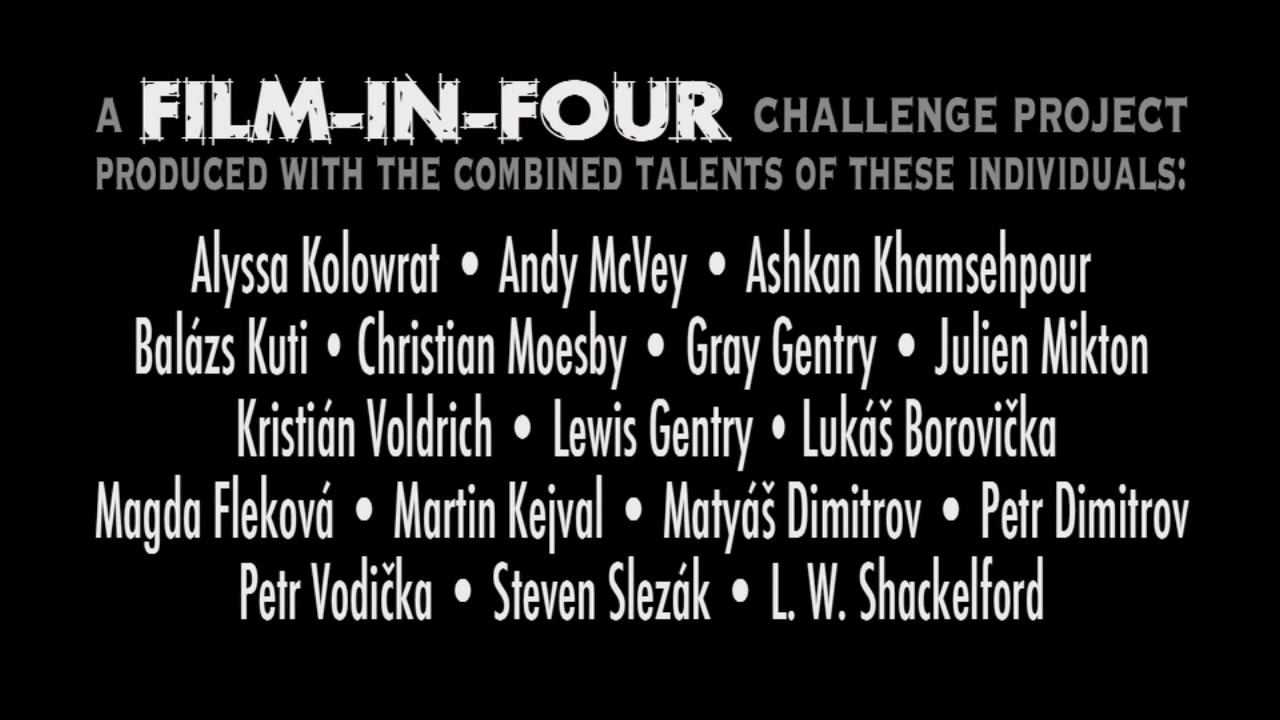 A FILM-IN-FOUR CHALLENGE PROJECT
PRODUCED WITH THE COMBINED TALENTS OF THESE INDIVIDUALS:
Alyssa Kolowrat • Andy McVey • Ashkan Khamsehpour
Balázs Kuti • Christian Moesby • Gray Gentry • Julien Mikton
Kristián Voldrich • Lewis Gentry • Lukáš Borovička
Magda Fleková • Martin Kejval • Matyáš Dimitrov • Petr Dimitrov
Petr Vodička • Steven Slezák • L. W. Shackelford